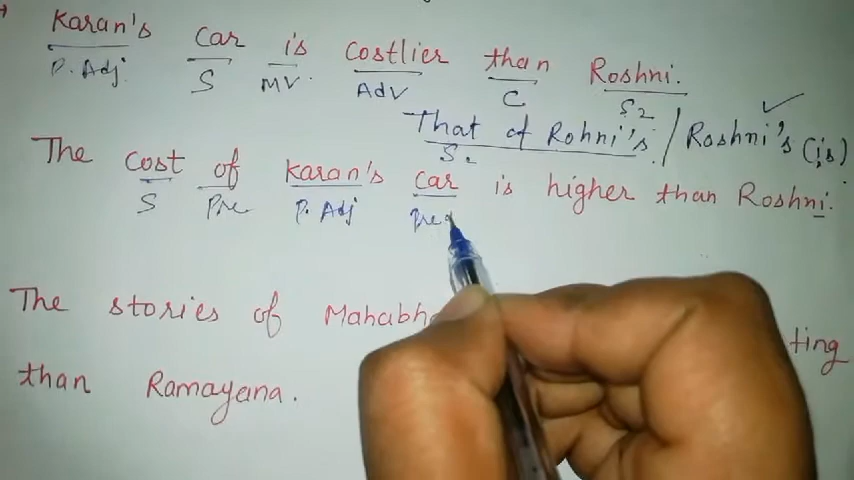 Karan's car is costlier than Roshni.
P. Adj S MV. Adv C S2
That of Rohni's. / Roshni's (is)
S2
The cost of Karan's car is higher than Roshni.
S Pre P. Adj
The stories of ting
than Ramayana.